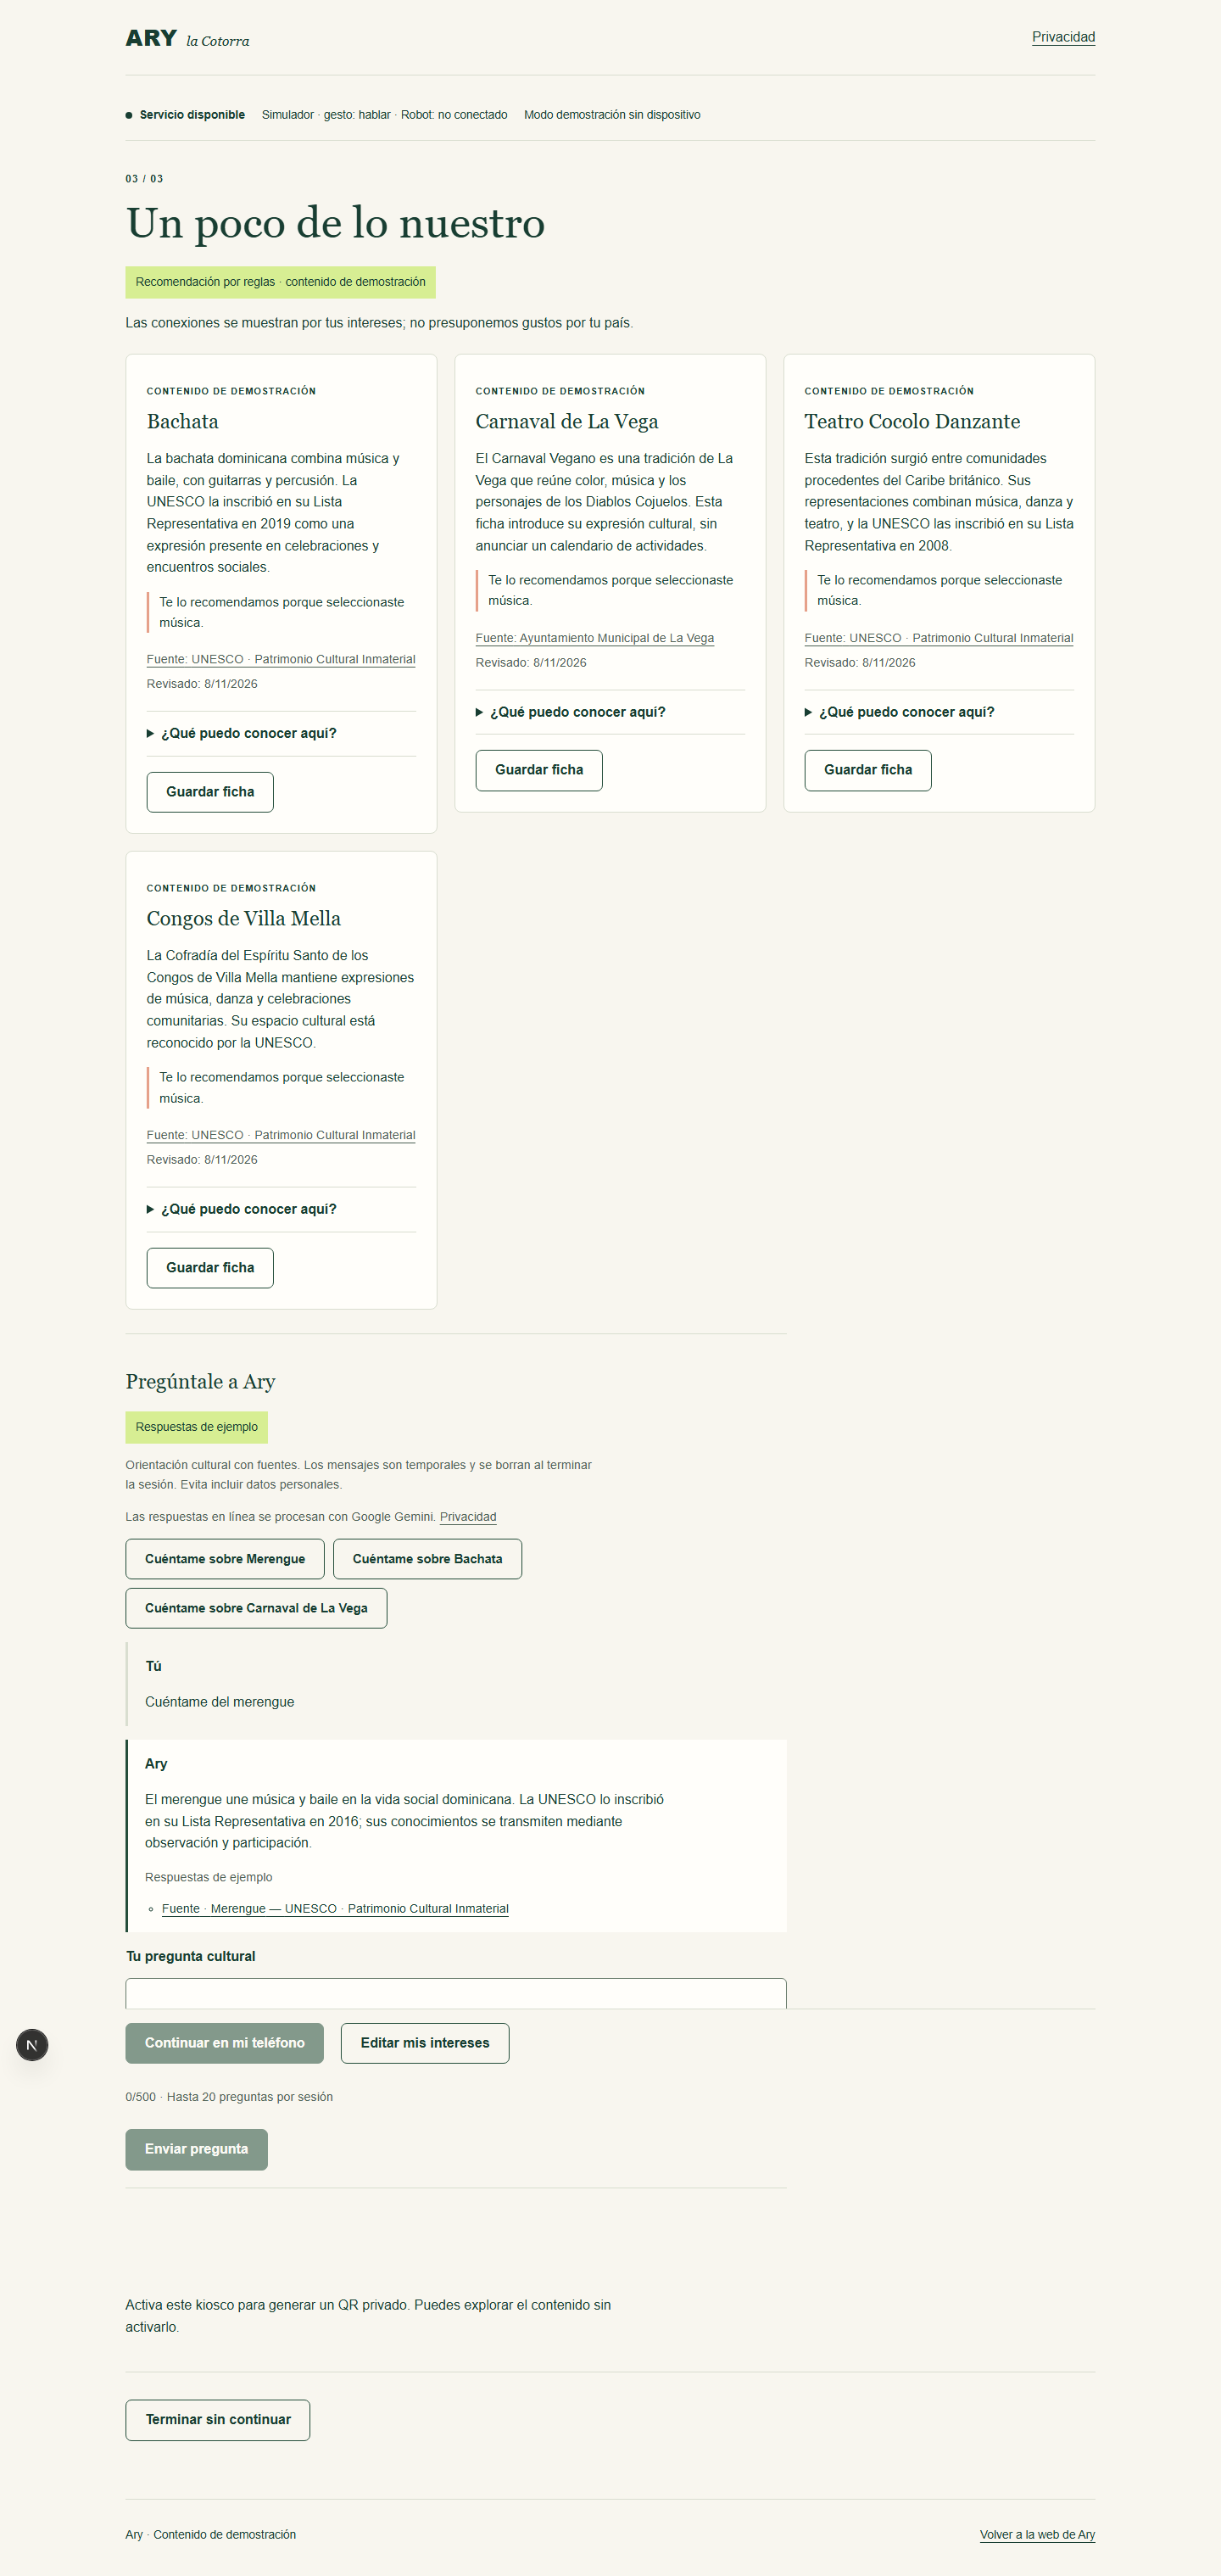 ARY la Cotorra
Privacidad
Servicio disponible Simulador · gesto: hablar · Robot: no conectado Modo demostración sin dispositivo
03 / 03
Un poco de lo nuestro
Recomendación por reglas · contenido de demostración
Las conexiones se muestran por tus intereses; no presuponemos gustos por tu país.
CONTENIDO DE DEMOSTRACIÓN
Bachata
La bachata dominicana combina música y
baile, con guitarras y percusión. La
UNESCO la inscribió en su Lista
Representativa en 2019 como una
expresión presente en celebraciones y
encuentros sociales.
Te lo recomendamos porque seleccionaste
música.
Fuente: UNESCO · Patrimonio Cultural Inmaterial
Revisado: 8/11/2026
¿Qué puedo conocer aquí?
Guardar ficha
CONTENIDO DE DEMOSTRACIÓN
Carnaval de La Vega
El Carnaval Vegano es una tradición de La
Vega que reúne color, música y los
personajes de los Diablos Cojuelos. Esta
ficha introduce su expresión cultural, sin
anunciar un calendario de actividades.
Te lo recomendamos porque seleccionaste
música.
Fuente: Ayuntamiento Municipal de La Vega
Revisado: 8/11/2026
¿Qué puedo conocer aquí?
Guardar ficha
CONTENIDO DE DEMOSTRACIÓN
Teatro Cocolo Danzante
Esta tradición surgió entre comunidades
procedentes del Caribe británico. Sus
representaciones combinan música, danza y
teatro, y la UNESCO las inscribió en su Lista
Representativa en 2008.
Te lo recomendamos porque seleccionaste
música.
Fuente: UNESCO · Patrimonio Cultural Inmaterial
Revisado: 8/11/2026
¿Qué puedo conocer aquí?
Guardar ficha
CONTENIDO DE DEMOSTRACIÓN
Congos de Villa Mella
La Cofradía del Espíritu Santo de los
Congos de Villa Mella mantiene expresiones
de música, danza y celebraciones
comunitarias. Su espacio cultural está
reconocido por la UNESCO.
Te lo recomendamos porque seleccionaste
música.
Fuente: UNESCO · Patrimonio Cultural Inmaterial
Revisado: 8/11/2026
¿Qué puedo conocer aquí?
Guardar ficha
Pregúntale a Ary
Respuestas de ejemplo
Orientación cultural con fuentes. Los mensajes son temporales y se borran al terminar
la sesión. Evita incluir datos personales.
Las respuestas en línea se procesan con Google Gemini. Privacidad
Cuéntame sobre Merengue
Cuéntame sobre Bachata
Cuéntame sobre Carnaval de La Vega
Tú
Cuéntame del merengue
Ary
El merengue une música y baile en la vida social dominicana. La UNESCO lo inscribió
en su Lista Representativa en 2016; sus conocimientos se transmiten mediante
observación y participación.
Respuestas de ejemplo
Fuente · Merengue — UNESCO · Patrimonio Cultural Inmaterial
Tu pregunta cultural
N
Continuar en mi teléfono
Editar mis intereses
0/500 · Hasta 20 preguntas por sesión
Enviar pregunta
Activa este kiosco para generar un QR privado. Puedes explorar el contenido sin
activarlo.
Terminar sin continuar
Ary · Contenido de demostración
Volver a la web de Ary